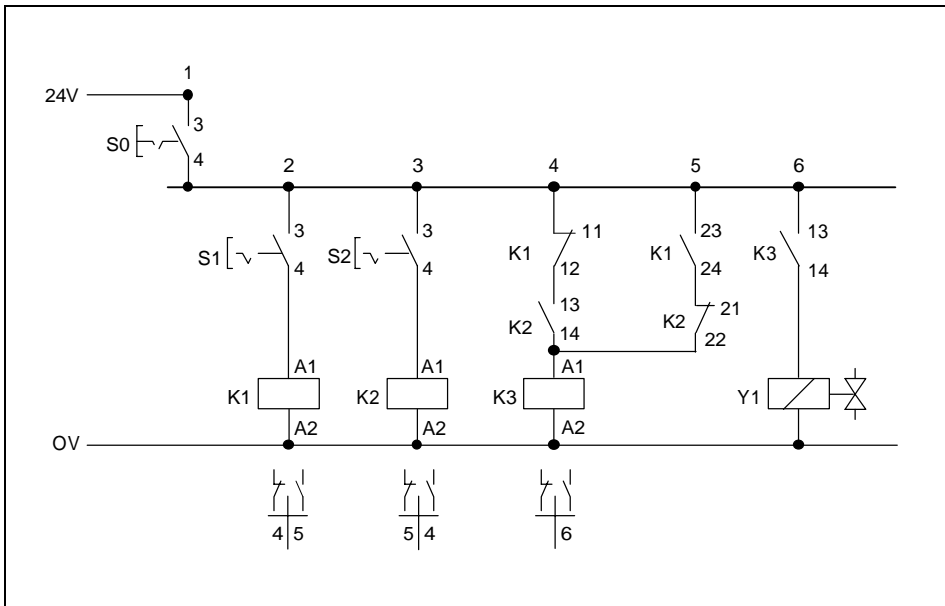 1
24V
3
S0
4
2 3 4 5 6
3 3 11 23 13
S1 S2 K1 K1 K3
4 4 12 24 14
13 21
K2 K2
14 22
A1 A1 A1
K1 K2 K3 Y1
A2 A2 A2
0V
4 5 5 4 6